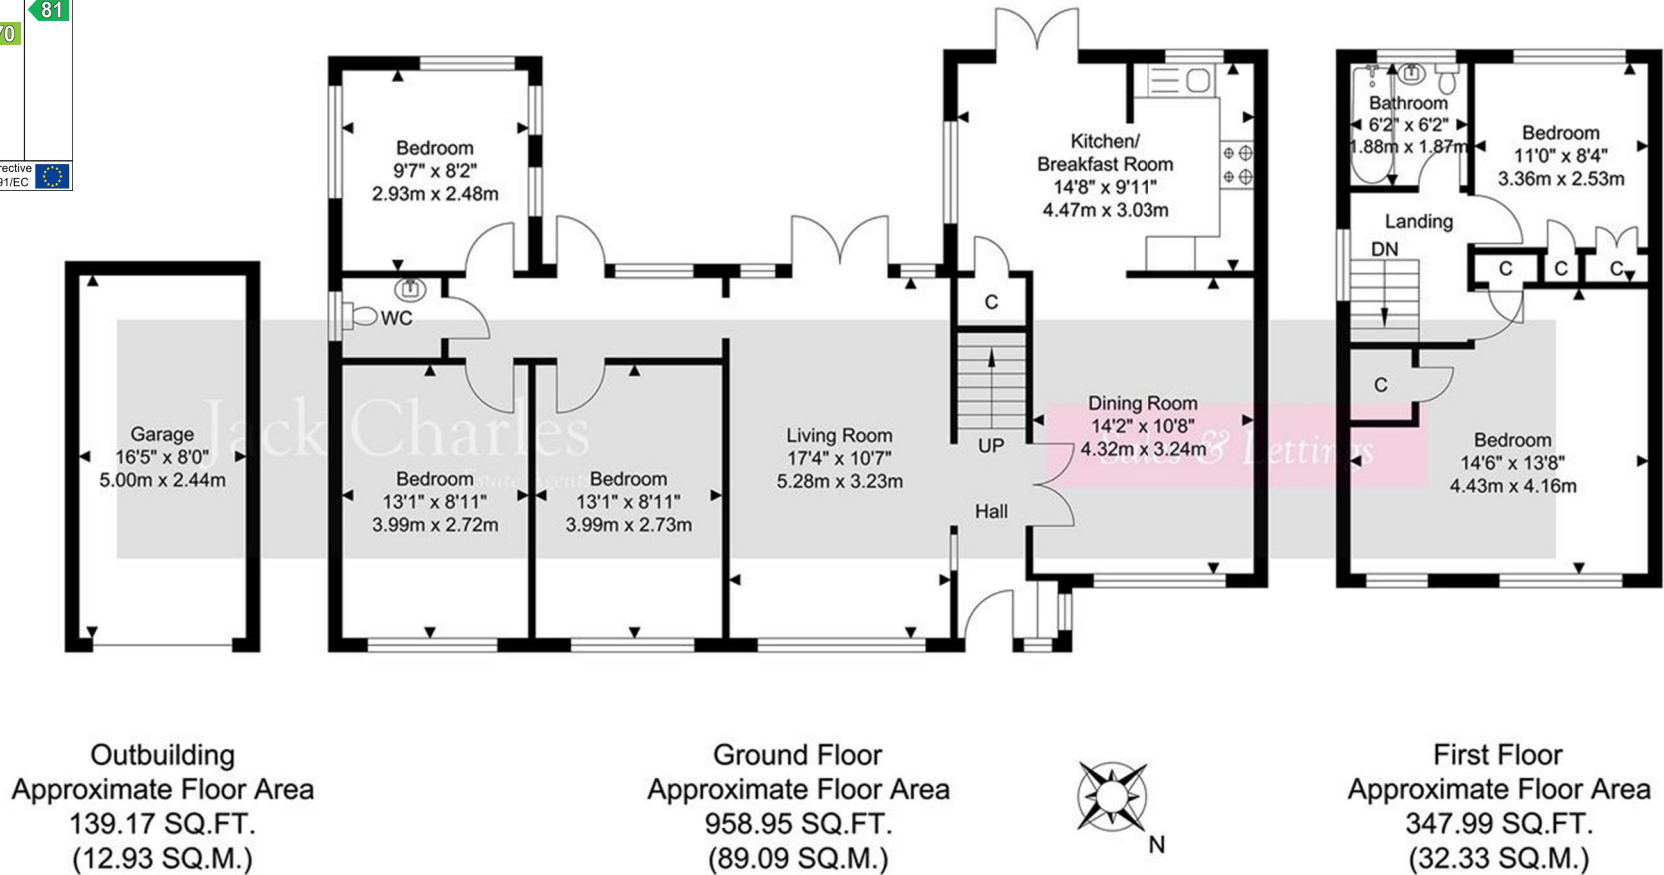 81
70
rective
91/EC
Bedroom
9'7" x 8'2"
2.93m x 2.48m
WC
Garage
16'5" x 8'0"
5.00m x 2.44m
Bedroom
13'1" x 8'11"
3.99m x 2.72m
Bedroom
13'1" x 8'11"
3.99m x 2.73m
Living Room
17'4" x 10'7"
5.28m x 3.23m
Kitchen/
Breakfast Room
14'8" x 9'11"
4.47m x 3.03m
C
UP
Hall
Dining Room
14'2" x 10'8"
4.32m x 3.24m
Bathroom
6'2" x 6'2"
1.88m x 1.87m
Bedroom
11'0" x 8'4"
3.36m x 2.53m
Landing
DN
C
C
C
C
Bedroom
14'6" x 13'8"
4.43m x 4.16m
Jack Charles
Estate Agents
Sales & Lettings
Outbuilding
Approximate Floor Area
139.17 SQ.FT.
(12.93 SQ.M.)
Ground Floor
Approximate Floor Area
958.95 SQ.FT.
(89.09 SQ.M.)
N
First Floor
Approximate Floor Area
347.99 SQ.FT.
(32.33 SQ.M.)